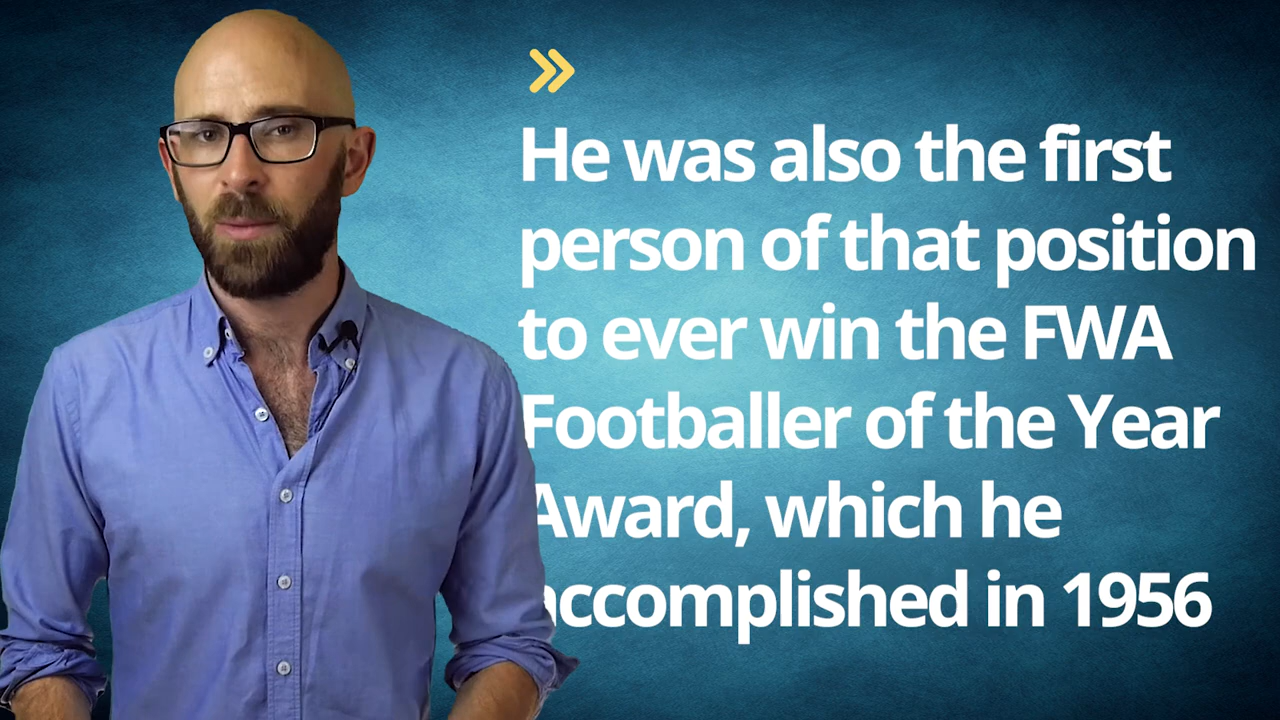 He was also the first
person of that position
to ever win the FWA
Footballer of the Year
Award, which he
accomplished in 1956